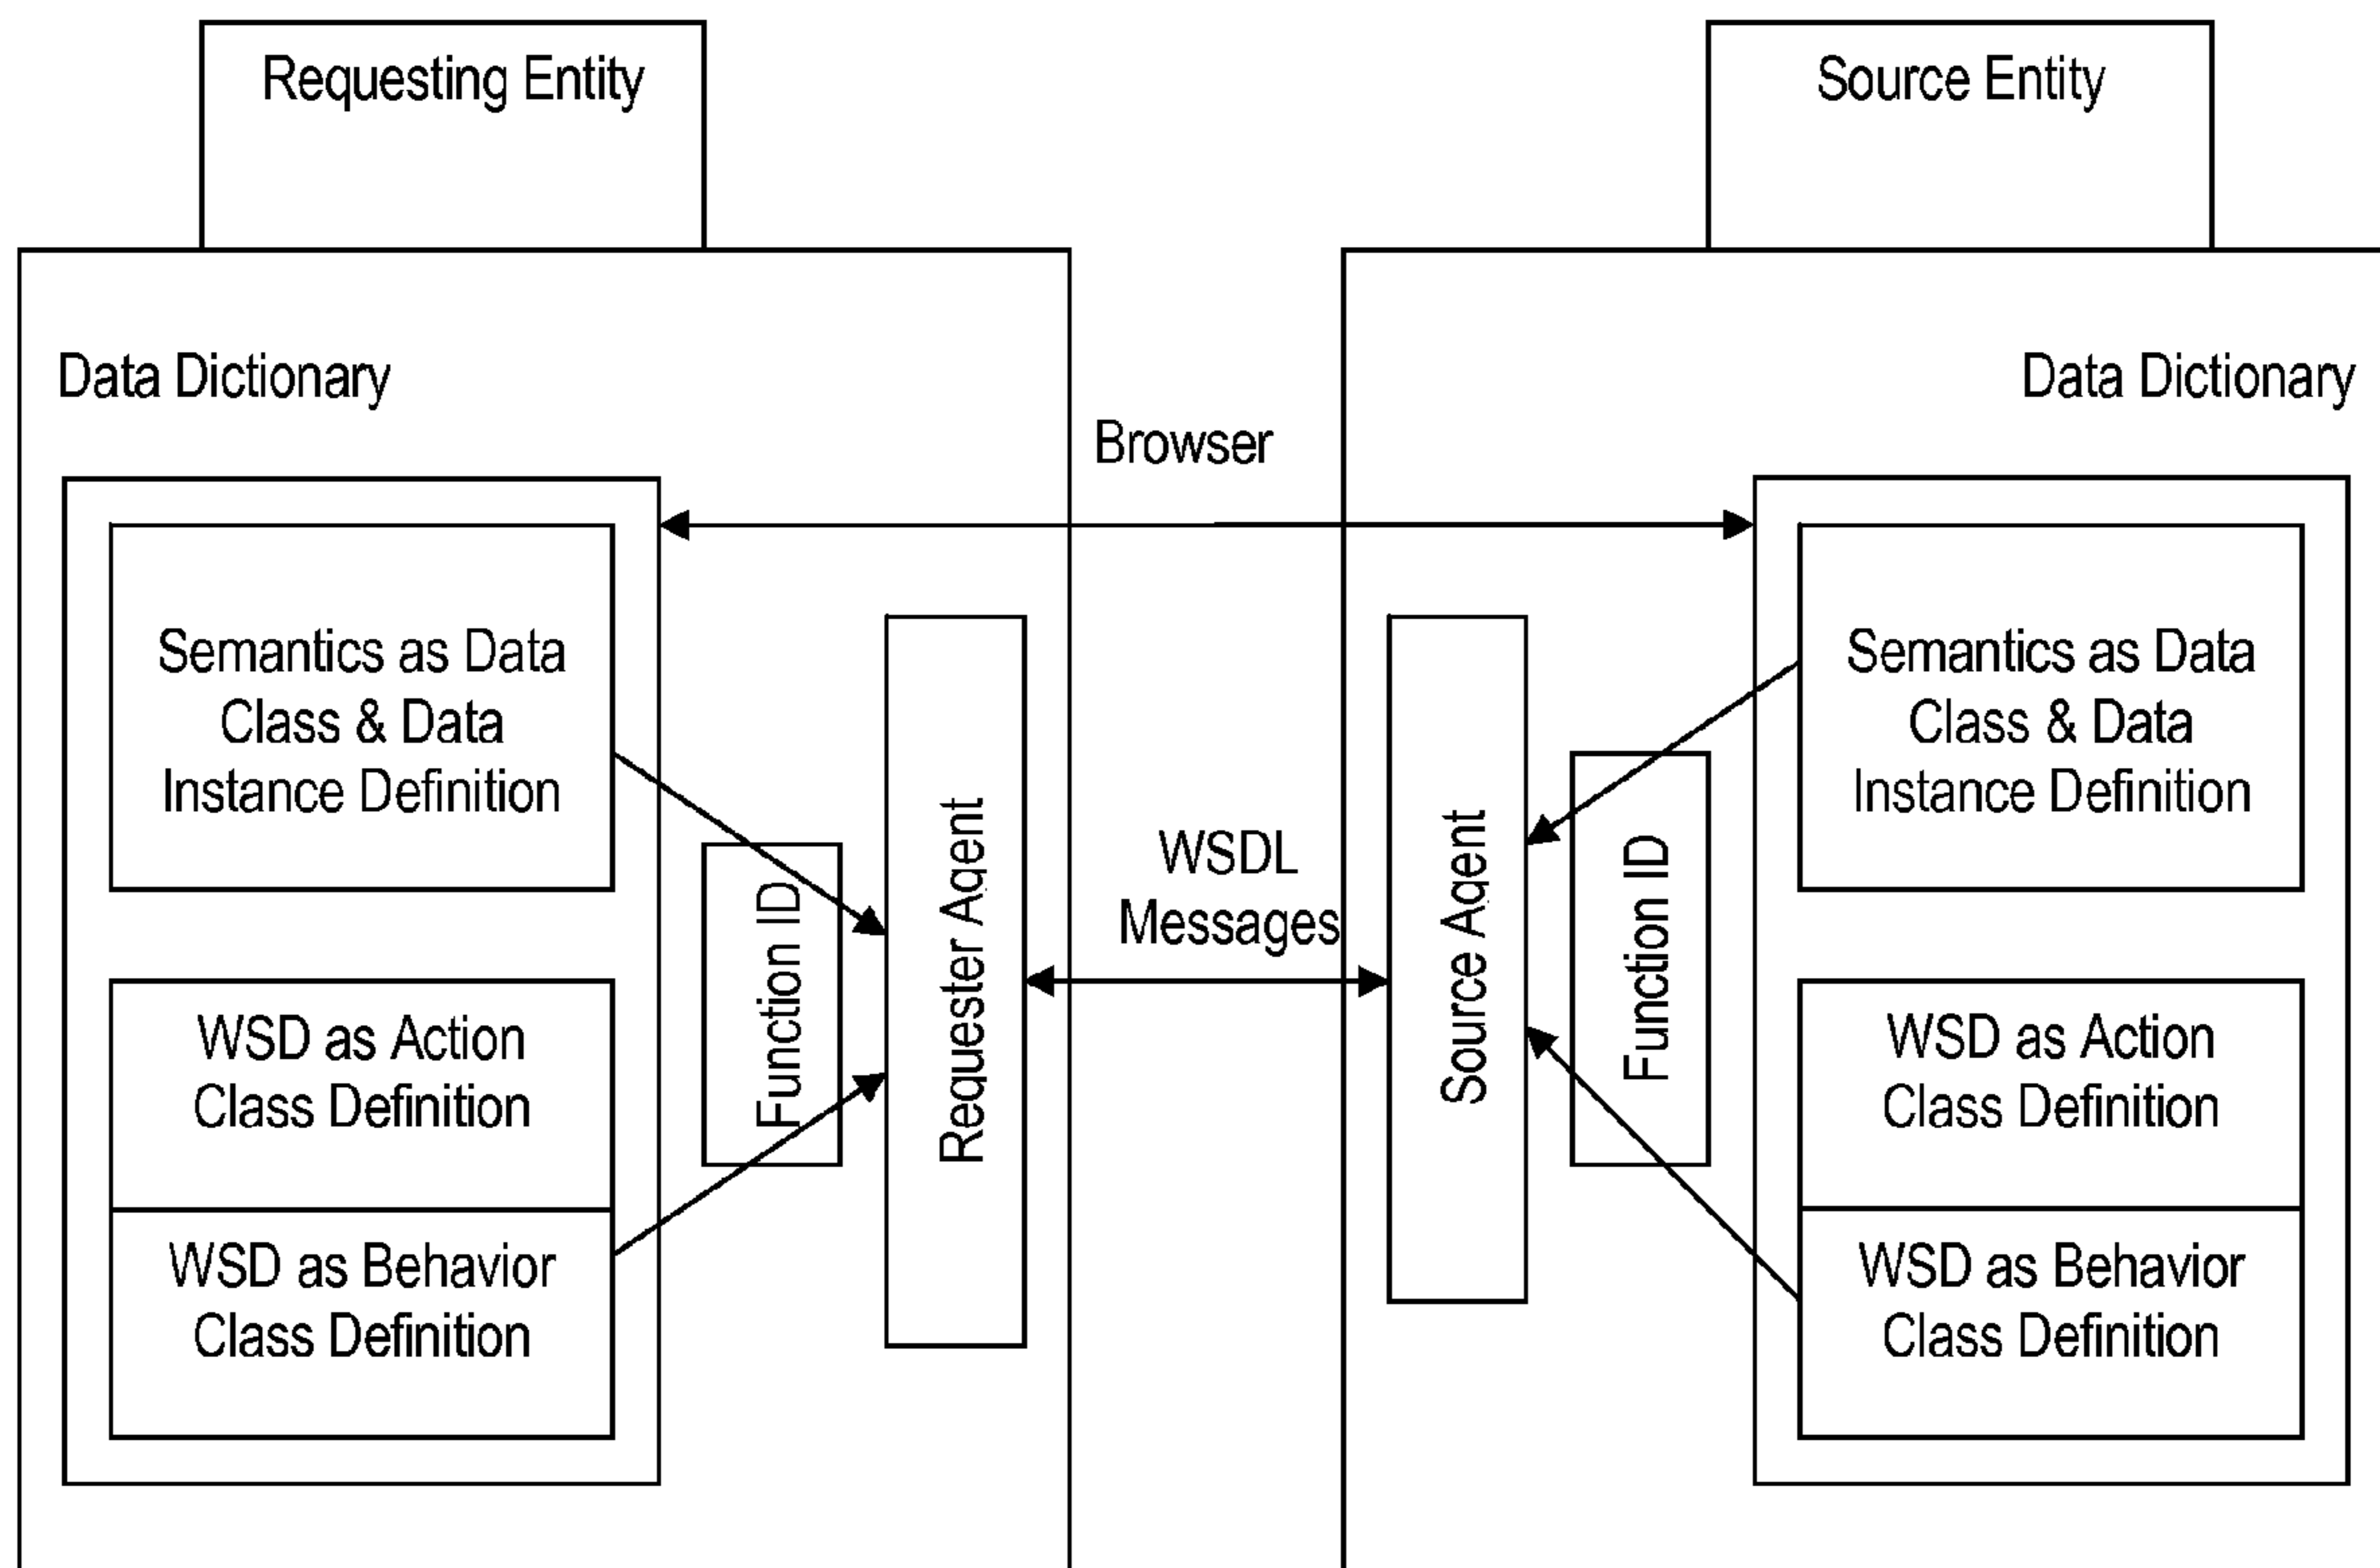 Requesting Entity
Source Entity
Data Dictionary
Data Dictionary
Browser
Semantics as Data
Class & Data
Instance Definition
WSD as Action
Class Definition
WSD as Behavior
Class Definition
Function ID
Requester Agent
WSDL
Messages
Source Agent
Function ID
Semantics as Data
Class & Data
Instance Definition
WSD as Action
Class Definition
WSD as Behavior
Class Definition